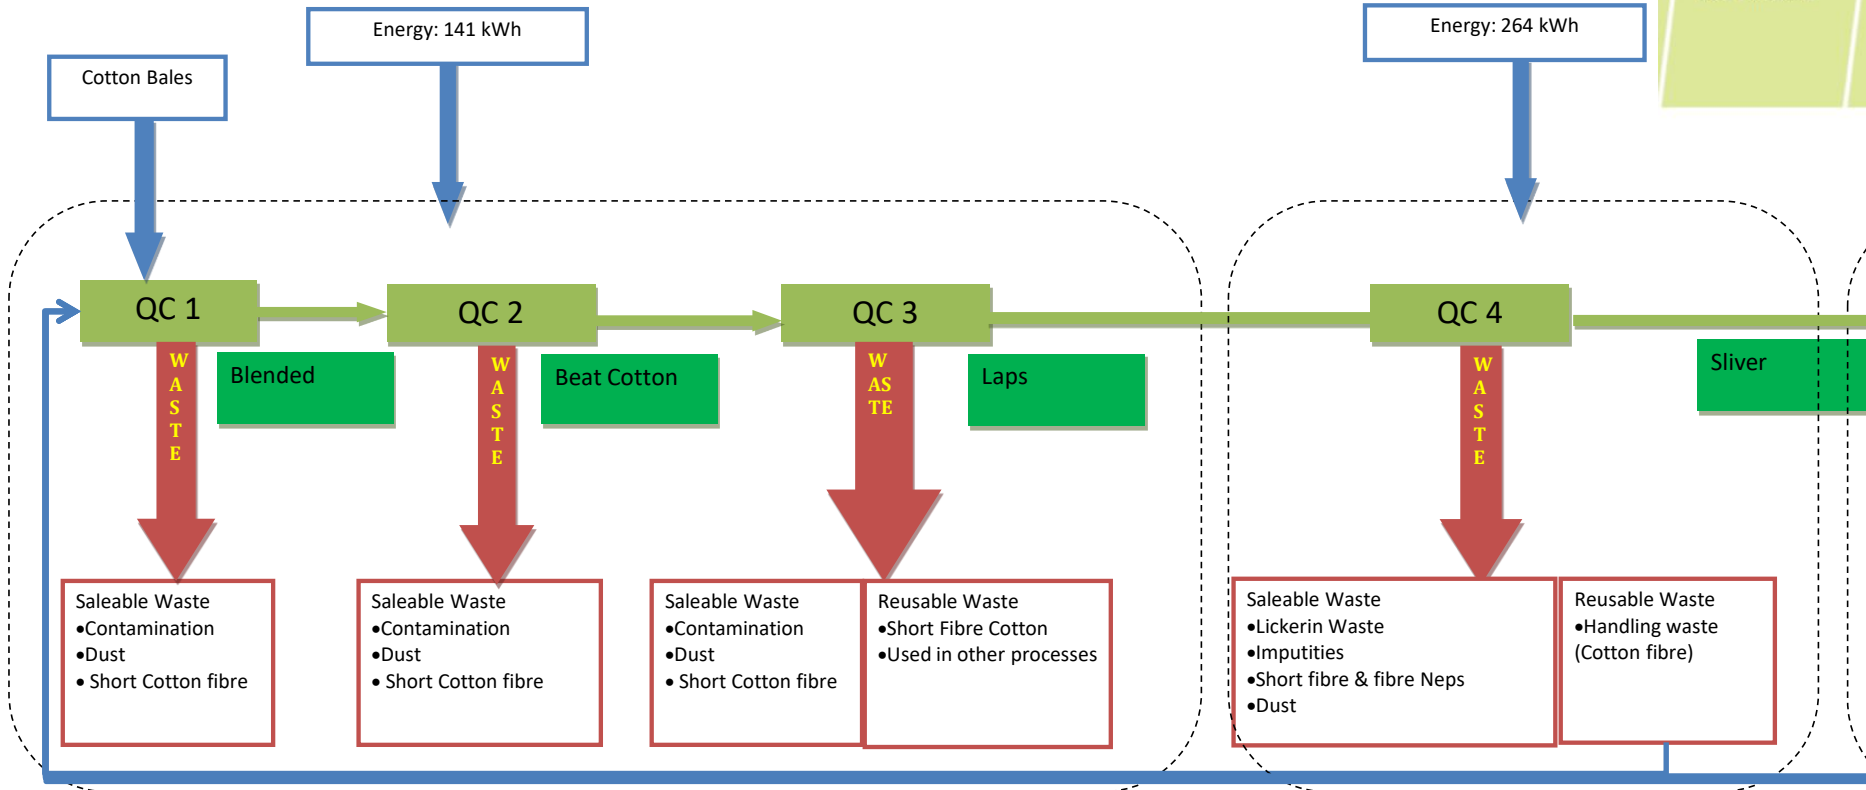 Energy: 141 kWh
Energy: 264 kWh
Cotton Bales
QC 1
QC 2
QC 3
QC 4
W
A
S
T
E
Blended
W
A
S
T
E
Beat Cotton
W
AS
TE
Laps
W
A
S
T
E
Sliver
Saleable Waste
•Contamination
•Dust
• Short Cotton fibre
Saleable Waste
•Contamination
•Dust
• Short Cotton fibre
Saleable Waste
•Contamination
•Dust
• Short Cotton fibre
Reusable Waste
•Short Fibre Cotton
•Used in other processes
Saleable Waste
•Lickerin Waste
•Imputities
•Short fibre & fibre Neps
•Dust
Reusable Waste
•Handling waste
(Cotton fibre)